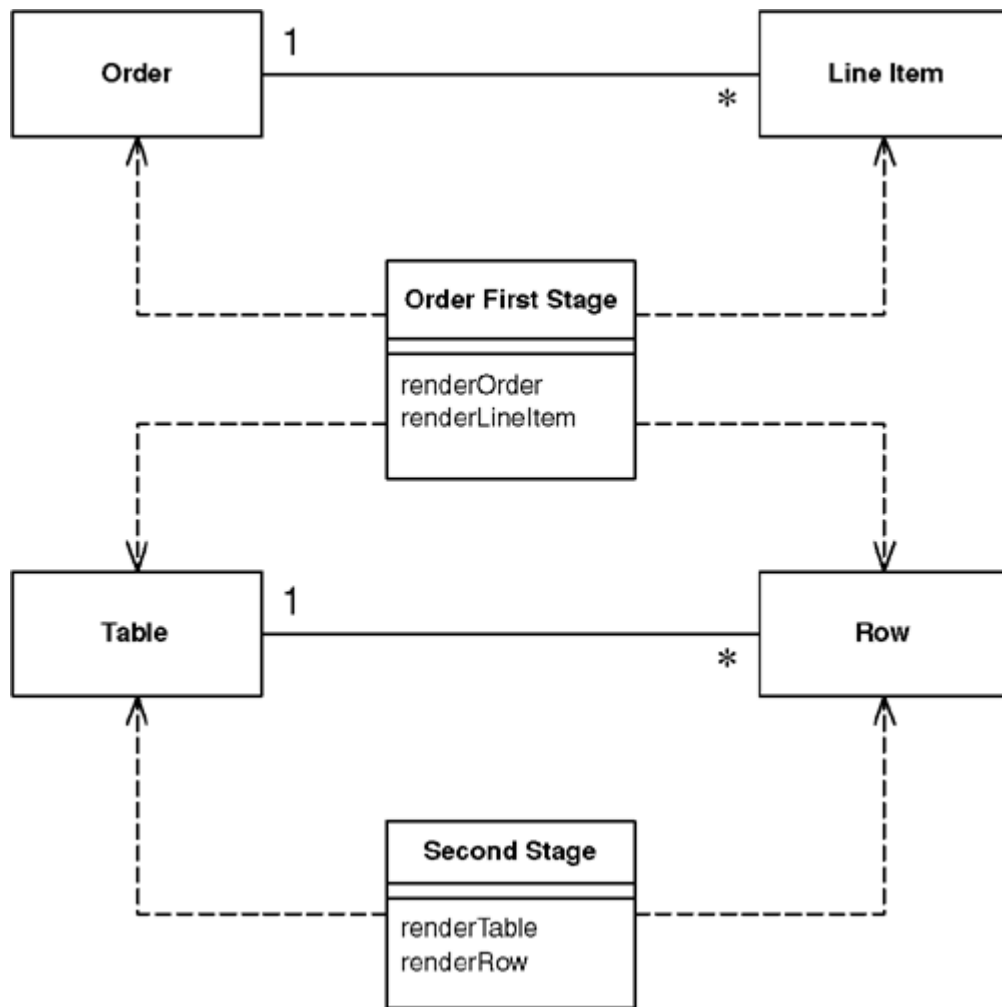 1
Order
Line Item
*
Order First Stage
renderOrder
renderLineItem
1
Table
Row
*
Second Stage
renderTable
renderRow